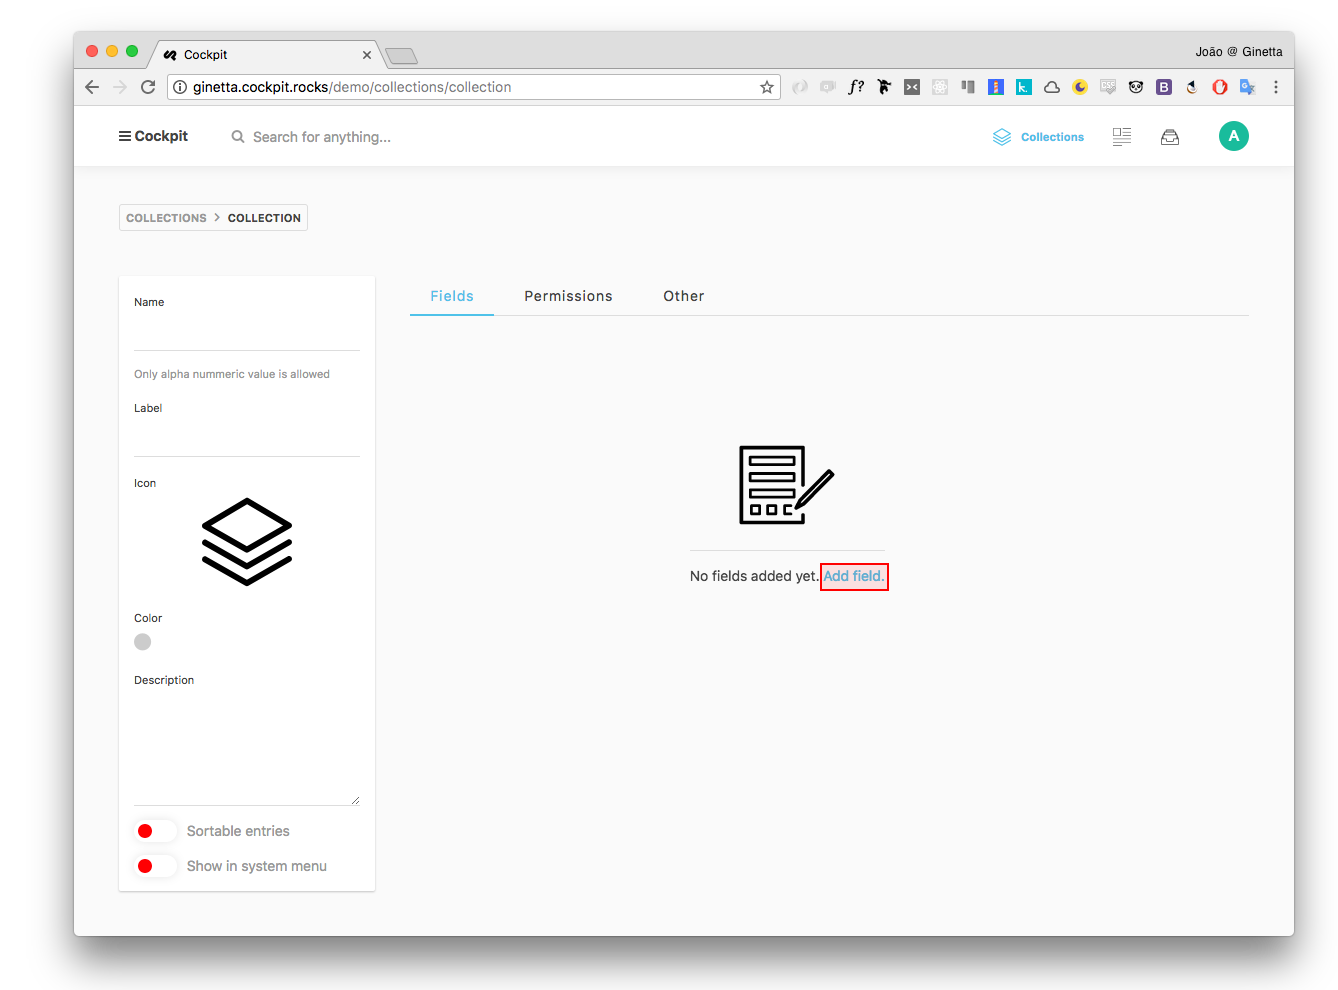 Cockpit
João @ Ginetta
ginetta.cockpit.rocks/demo/collections/collection
f?
k.
CSS
B
Cockpit
Search for anything...
Collections
A
COLLECTIONS > COLLECTION
Name
Only alpha nummeric value is allowed
Label
Icon
Color
Description
Sortable entries
Show in system menu
Fields
Permissions
Other
No fields added yet. Add field.